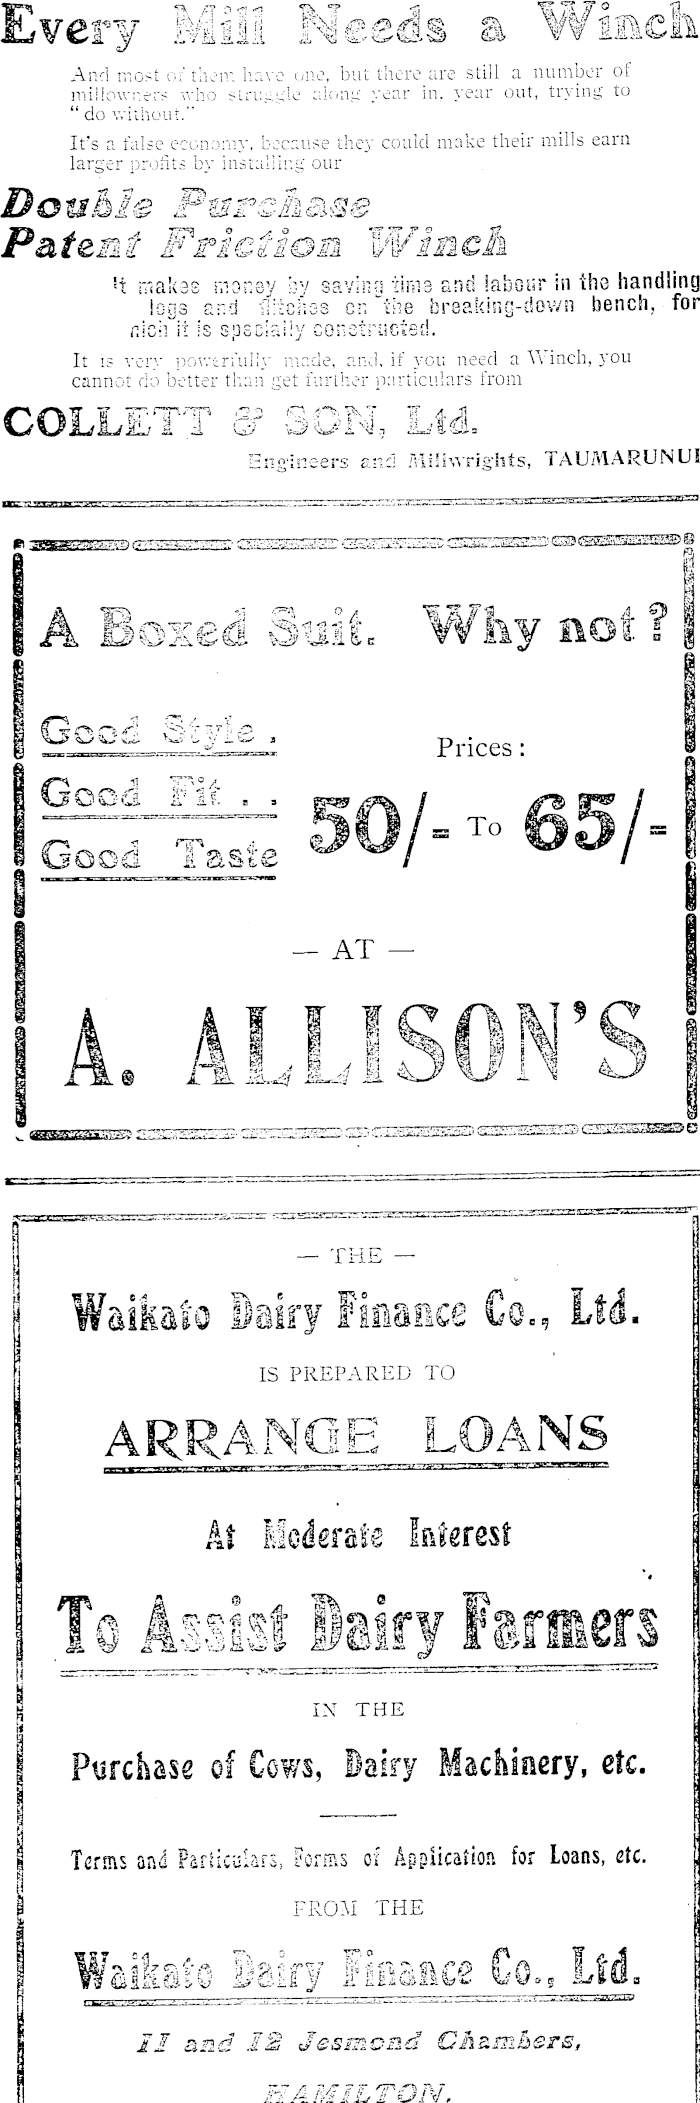 Every Mill Needs a Winch
And most of them have one, but there are still a number of
millowners who struggle along year in, year out, trying to
"do without."
It's a false economy, because they could make their mills earn
larger profits by installing our
Double Purchase
Patent Friction Winch
It makes money by saving time and labour in the handling
logs and flitches on the breaking-down bench, for
hich it is specially constructed.
It is very powerfully made, and, if you need a Winch, you
cannot do better than get further particulars from
COLLETT & SON, Ltd.
Engineers and Millwrights, TAUMARUNUI
A Boxed Suit. Why not?
Good Style .
Good Fit . .
Good Taste
Prices:
50/- To 65/-
— AT —
A. ALLISON'S
— THE —
Waikato Dairy Finance Co., Ltd.
IS PREPARED TO
ARRANGE LOANS
At Moderate Interest
To Assist Dairy Farmers
IN THE
Purchase of Cows, Dairy Machinery, etc.
Terms and Particulars, Forms of Application for Loans, etc.
FROM THE
Waikato Dairy Finance Co., Ltd.
11 and 12 Jesmond Chambers,
HAMILTON.